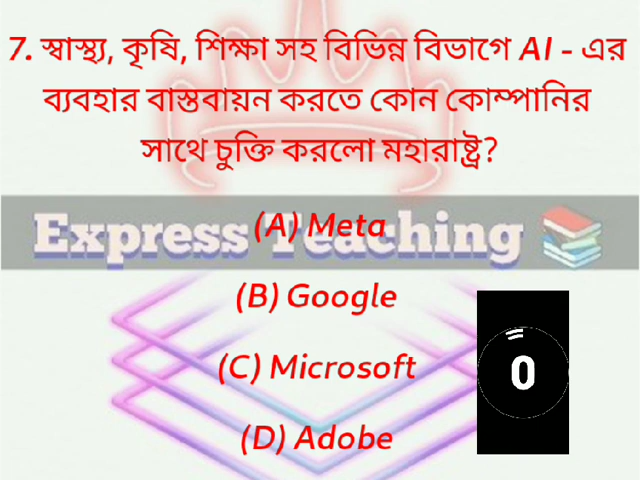 7. স্বাস্থ্য, কৃষি, শিক্ষা সহ বিভিন্ন বিভাগে AI - এর
ব্যবহার বাস্তবায়ন করতে কোন কোম্পানির
সাথে চুক্তি করলো মহারাষ্ট্র?
Express Teaching
(A) Meta
(B) Google
(C) Microsoft
(D) Adobe
0